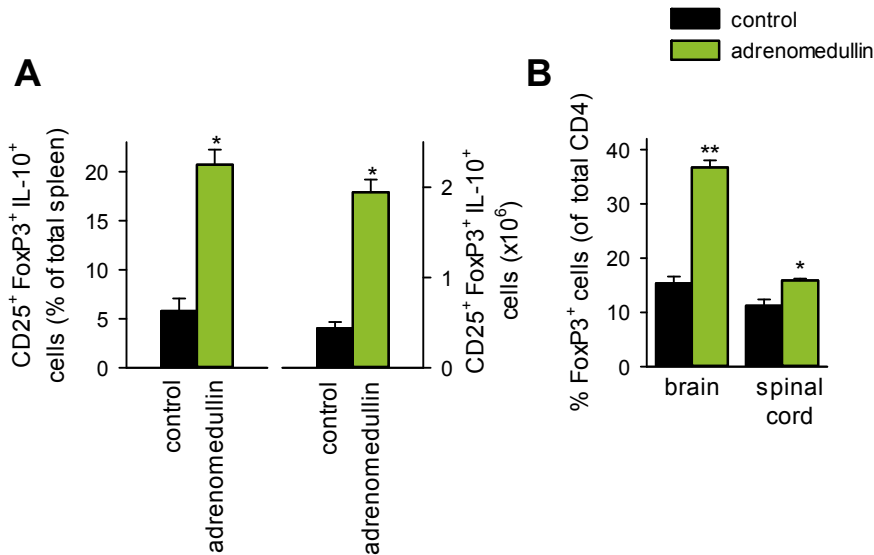 control
adrenomedullin
A
B
CD25⁺ FoxP3⁺ IL-10⁺
cells (% of total spleen)
20
15
10
5
0
*
control
adrenomedullin
*
control
adrenomedullin
2
1
0
CD25⁺ FoxP3⁺ IL-10⁺
cells (x10⁶)
% FoxP3⁺ cells (of total CD4)
40
30
20
10
0
**
*
brain
spinal
cord